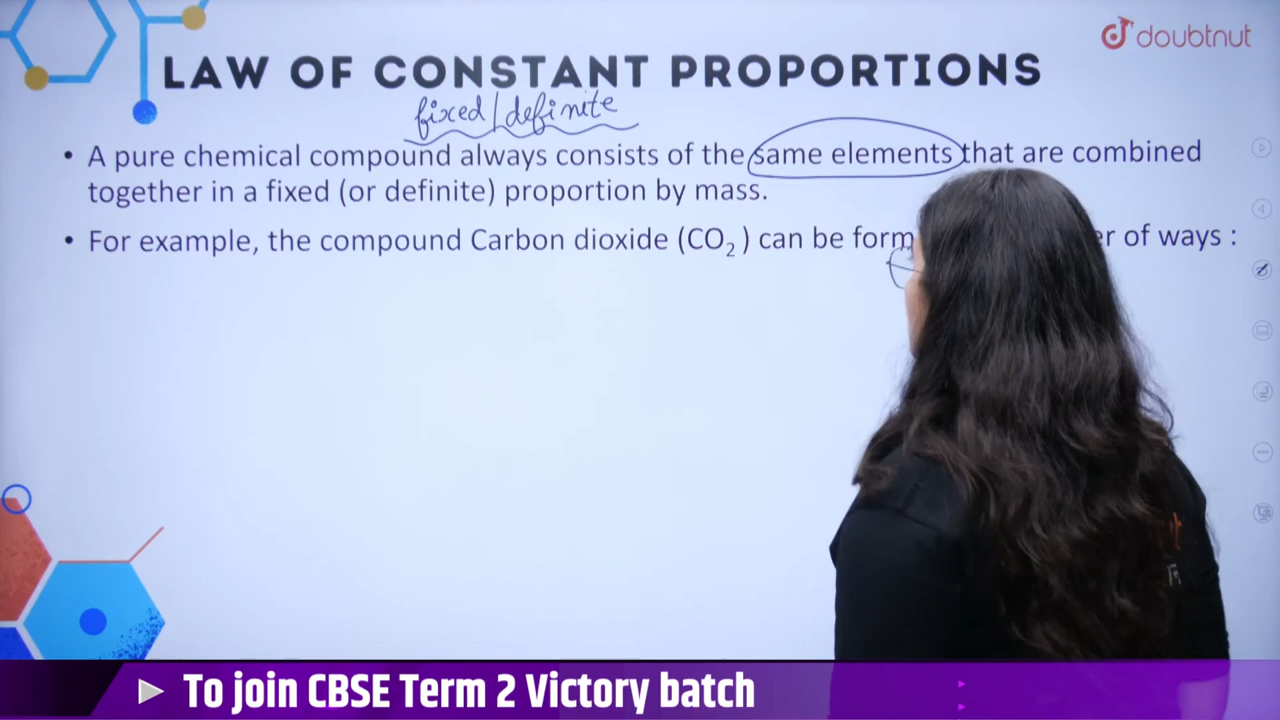 doubtnut
LAW OF CONSTANT PROPORTIONS
fixed/definite
• A pure chemical compound always consists of the same elements that are combined
together in a fixed (or definite) proportion by mass.
• For example, the compound Carbon dioxide (CO₂ ) can be form er of ways :
To join CBSE Term 2 Victory batch